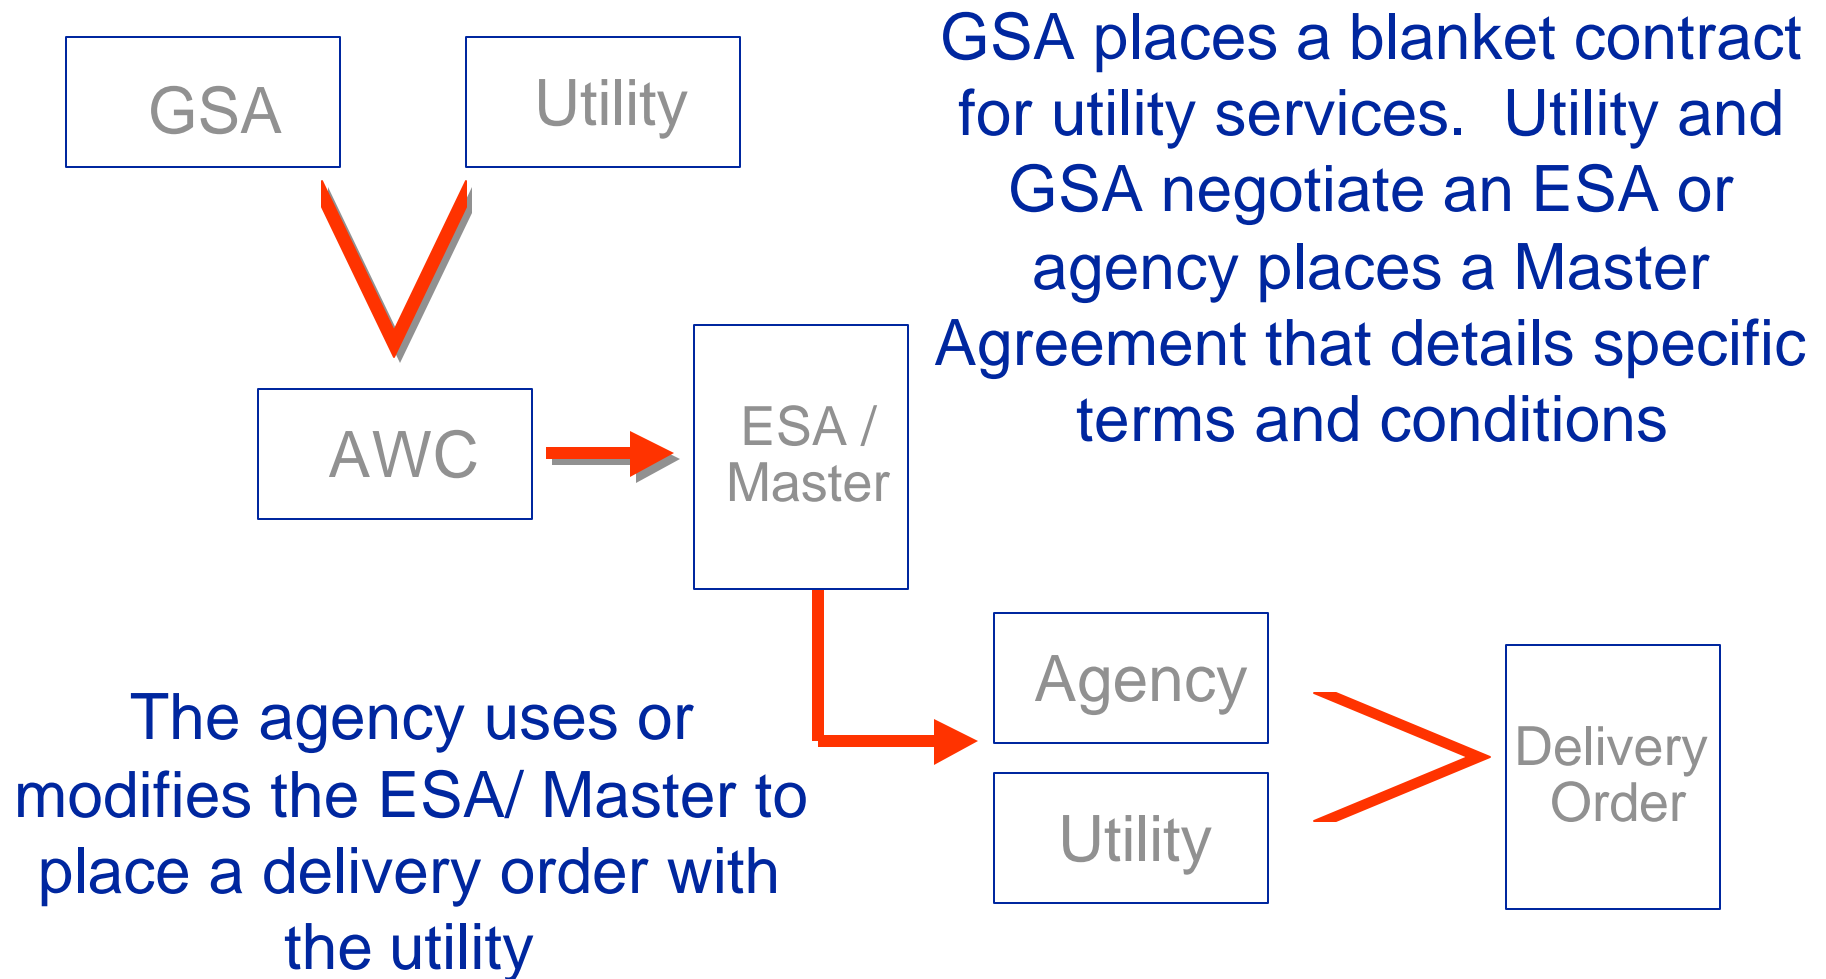 GSA
Utility
GSA places a blanket contract
for utility services.  Utility and
GSA negotiate an ESA or
agency places a Master
Agreement that details specific
terms and conditions
AWC
ESA /
Master
Agency
Utility
Delivery
Order
The agency uses or
modifies the ESA/ Master to
place a delivery order with
the utility